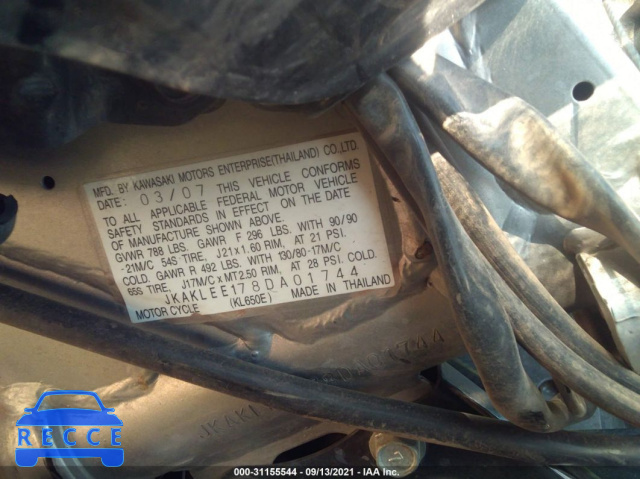 MFD. BY KAWASAKI MOTORS ENTERPRISE(THAILAND) CO.,LTD.
DATE: 03/07 THIS VEHICLE CONFORMS
TO ALL APPLICABLE FEDERAL MOTOR VEHICLE
SAFETY STANDARDS IN EFFECT ON THE DATE
OF MANUFACTURE SHOWN ABOVE.
GVWR 788 LBS. GAWR F 296 LBS. WITH 90/90
-21M/C 54S TIRE, J21x1.60 RIM, AT 21 PSI.
COLD. GAWR R 492 LBS. WITH 130/80-17M/C
65S TIRE, J17M/C x MT2.50 RIM, AT 28 PSI. COLD.
JKAKLEE178DA01744
MOTOR CYCLE (KL650E) MADE IN THAILAND
RECCE
000-31155544 - 09/13/2021 - IAA Inc.